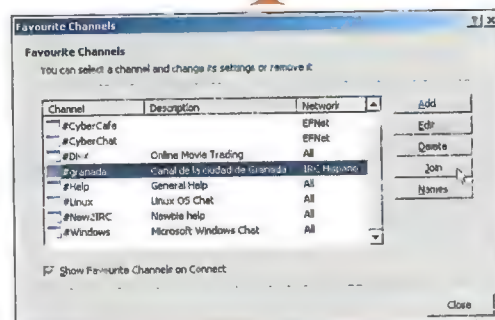 Favourite Channels
Favourite Channels
You can select a channel and change its settings or remove it
Channel Description Network
#CyberCafe EFNet
#CyberChat EFNet
Online Movie Trading All
#granada Canal de la ciudad de Granada IRC Hispano
#Help General Help All
#Linux Linux OS Chat All
Newbie help All
#Windows Microsoft Windows Chat All
Add
Edit
Delete
Join
Names
Show Favourite Channels on Connect
Close